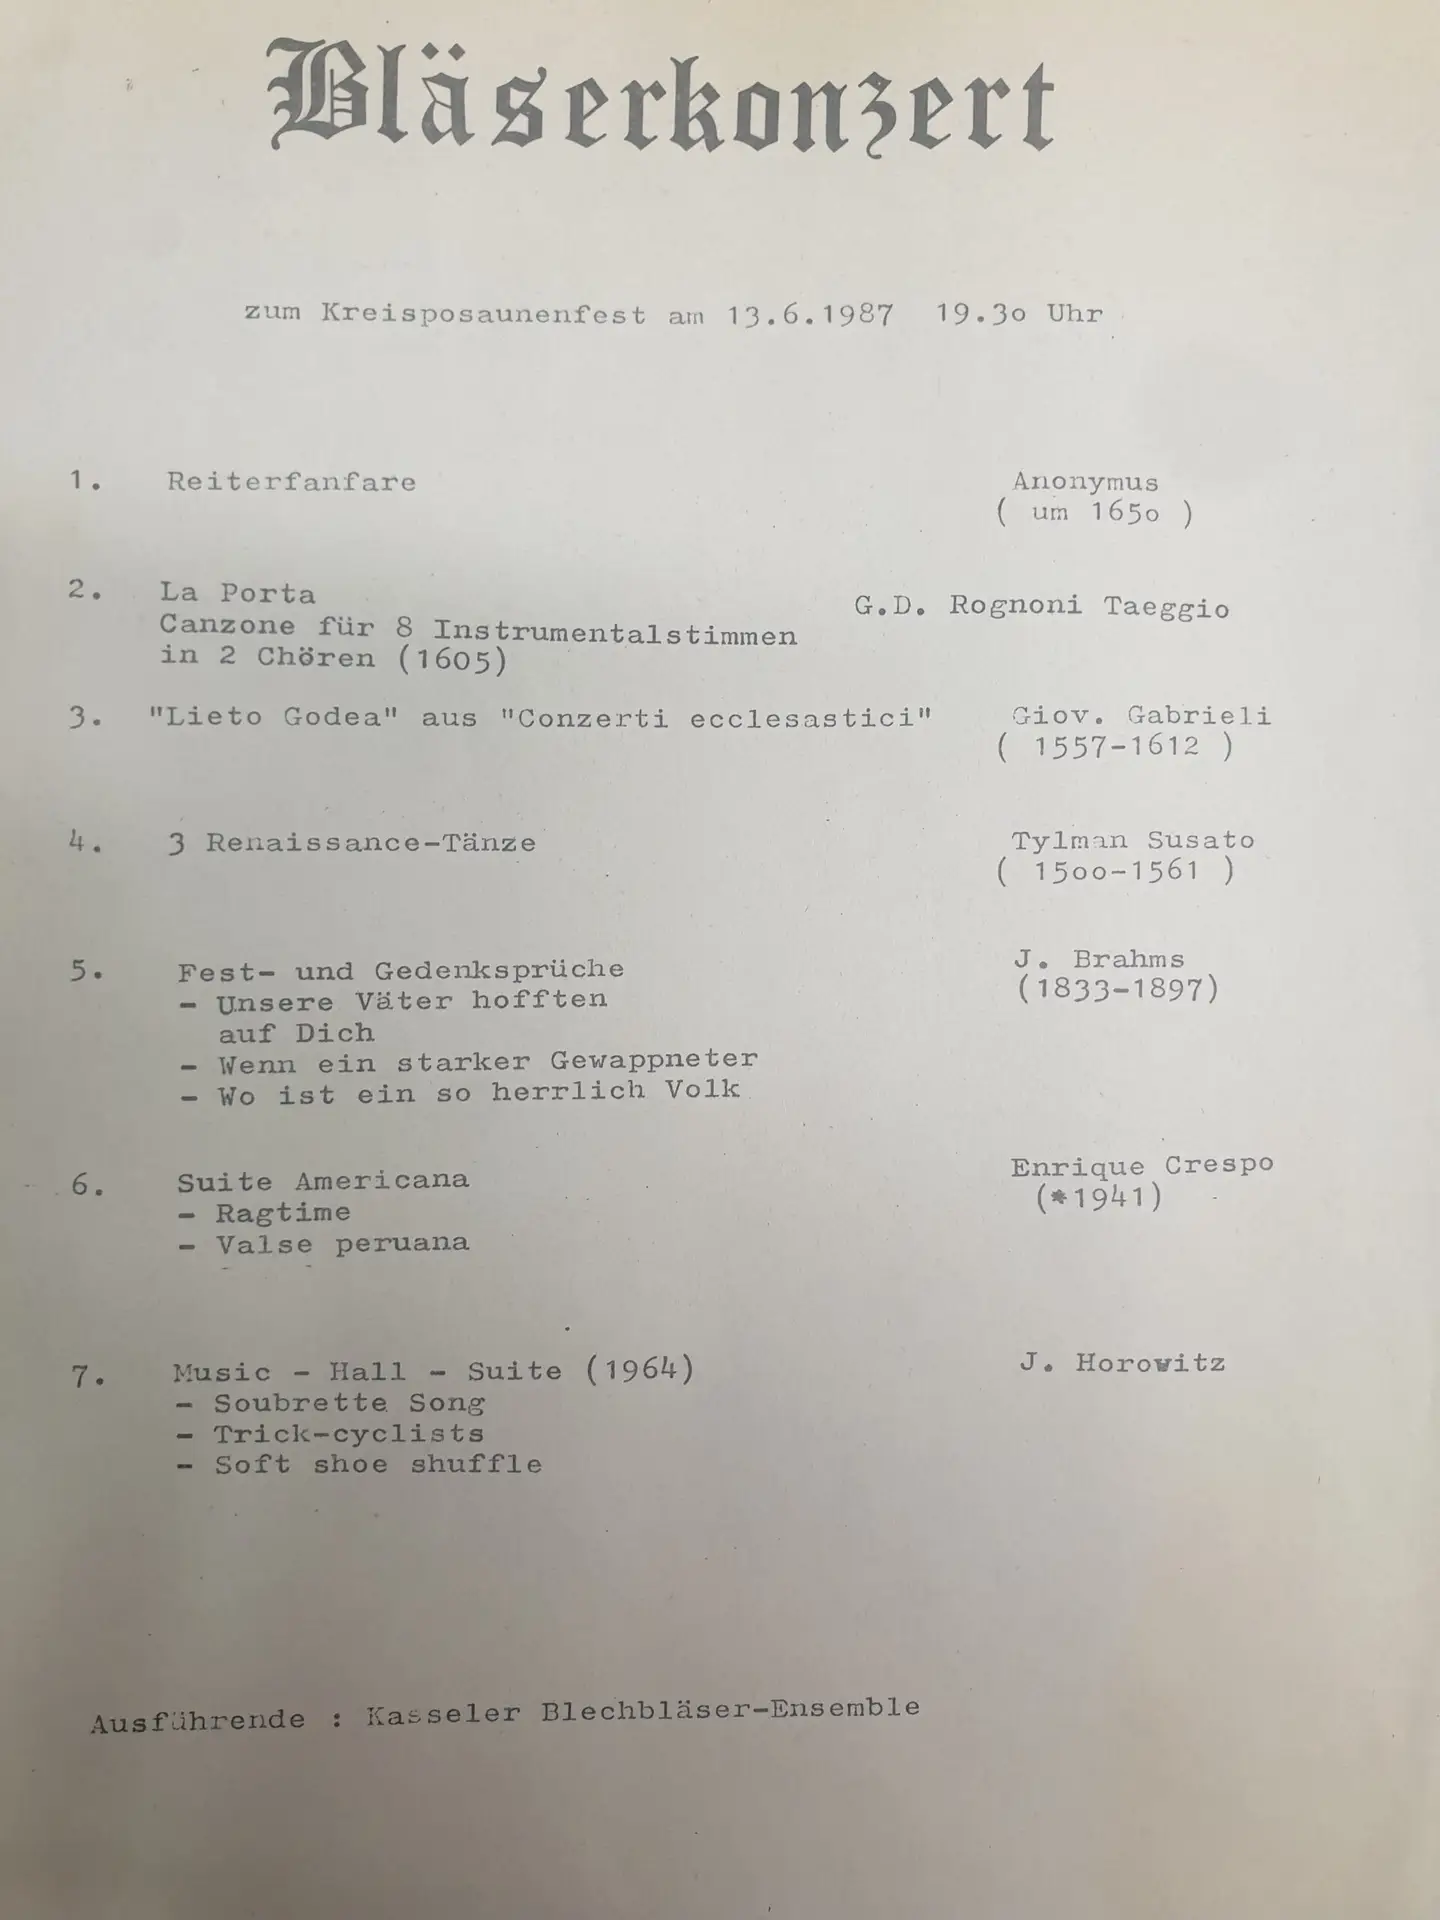 Bläserkonzert
zum Kreisposaunenfest am 13.6.1987 19.3o Uhr
1. Reiterfanfare Anonymus
( um 165o )
2. La Porta G.D. Rognoni Taeggio
Canzone für 8 Instrumentalstimmen
in 2 Chören (1605)
3. "Lieto Godea" aus "Conzerti ecclesastici" Giov. Gabrieli
( 1557-1612 )
4. 3 Renaissance-Tänze Tylman Susato
( 15oo-1561 )
5. Fest- und Gedenksprüche J. Brahms
(1833-1897)
- Unsere Väter hofften
auf Dich
- Wenn ein starker Gewappneter
- Wo ist ein so herrlich Volk
6. Suite Americana Enrique Crespo
(*1941)
- Ragtime
- Valse peruana
7. Music - Hall - Suite (1964) J. Horowitz
- Soubrette Song
- Trick-cyclists
- Soft shoe shuffle
Ausführende : Kasseler Blechbläser-Ensemble